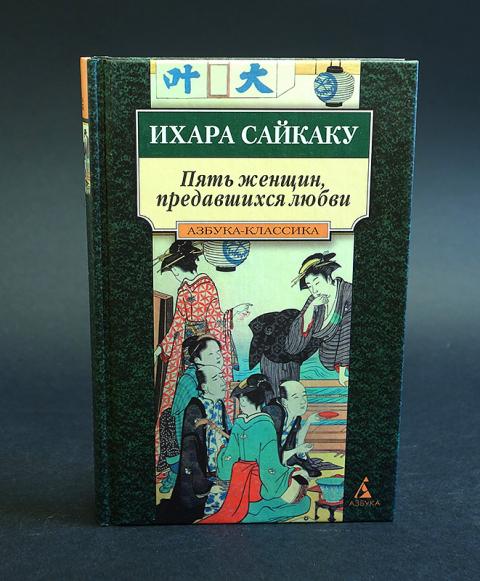 叶 大
ИХАРА САЙКАКУ
Пять женщин,
предавшихся любви
АЗБУКА-КЛАССИКА
АЗБУКА